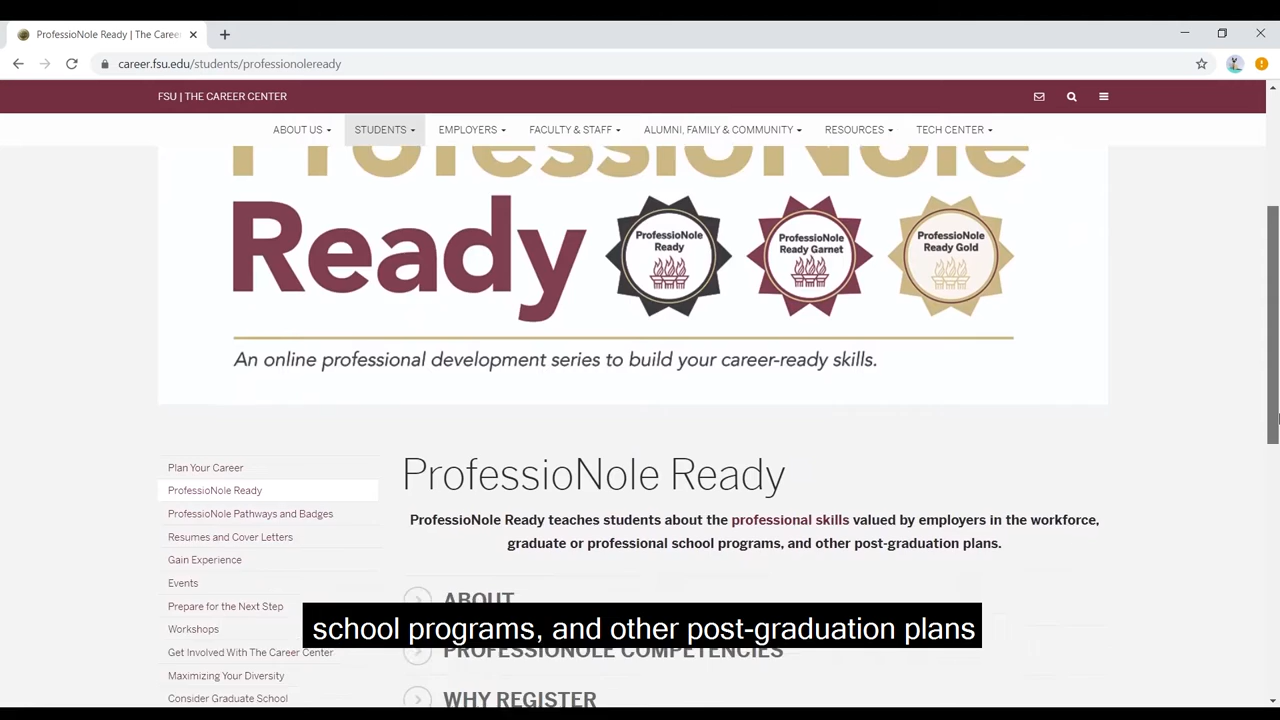 ProfessioNole Ready | The Caree
career.fsu.edu/students/professionoleready
FSU | THE CAREER CENTER
ABOUT US STUDENTS EMPLOYERS FACULTY & STAFF ALUMNI, FAMILY & COMMUNITY RESOURCES TECH CENTER
ProfessioNole
Ready
ProfessioNole
Ready
ProfessioNole
Ready Garnet
ProfessioNole
Ready Gold
An online professional development series to build your career-ready skills.
Plan Your Career
ProfessioNole Ready
ProfessioNole Pathways and Badges
Resumes and Cover Letters
Gain Experience
Events
Prepare for the Next Step
Workshops
Get Involved With The Career Center
Maximizing Your Diversity
Consider Graduate School
ProfessioNole Ready
ProfessioNole Ready teaches students about the professional skills valued by employers in the workforce,
graduate or professional school programs, and other post-graduation plans.
ABOUT
PROFESSIONOLE COMPETENCIES
WHY REGISTER
school programs, and other post-graduation plans